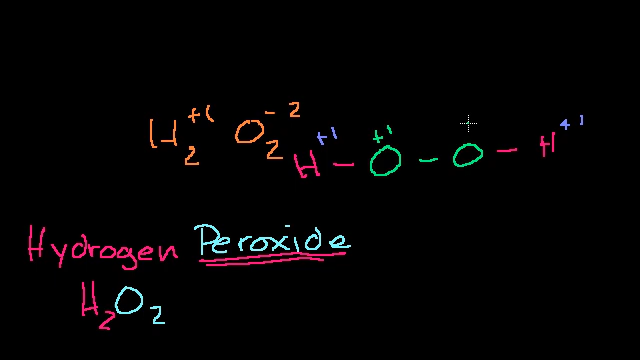 H₂⁺¹ O₂⁻²
H⁺¹ – O⁺¹ – O – H⁺¹
Hydrogen Peroxide
H₂O₂